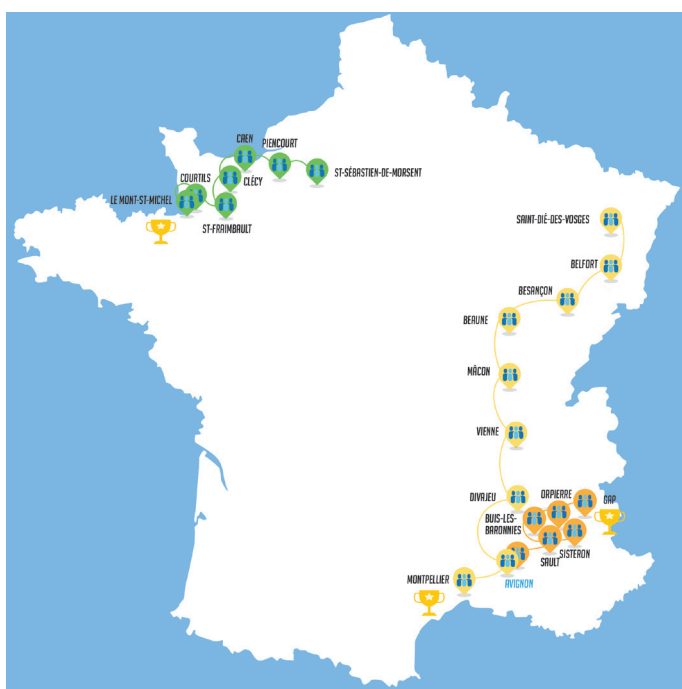 CAEN
PIENCOURT
ST-SÉBASTIEN-DE-MORSENT
COURTILS
CLÉCY
LE MONT-ST-MICHEL
ST-FRAIMBAULT
SAINT-DIÉ-DES-VOSGES
BELFORT
BESANÇON
BEAUNE
MÂCON
VIENNE
DIVAJEU
ORPIERRE
GAP
BUIS-LES-
BARONNIES
SISTERON
SAULT
AVIGNON
MONTPELLIER